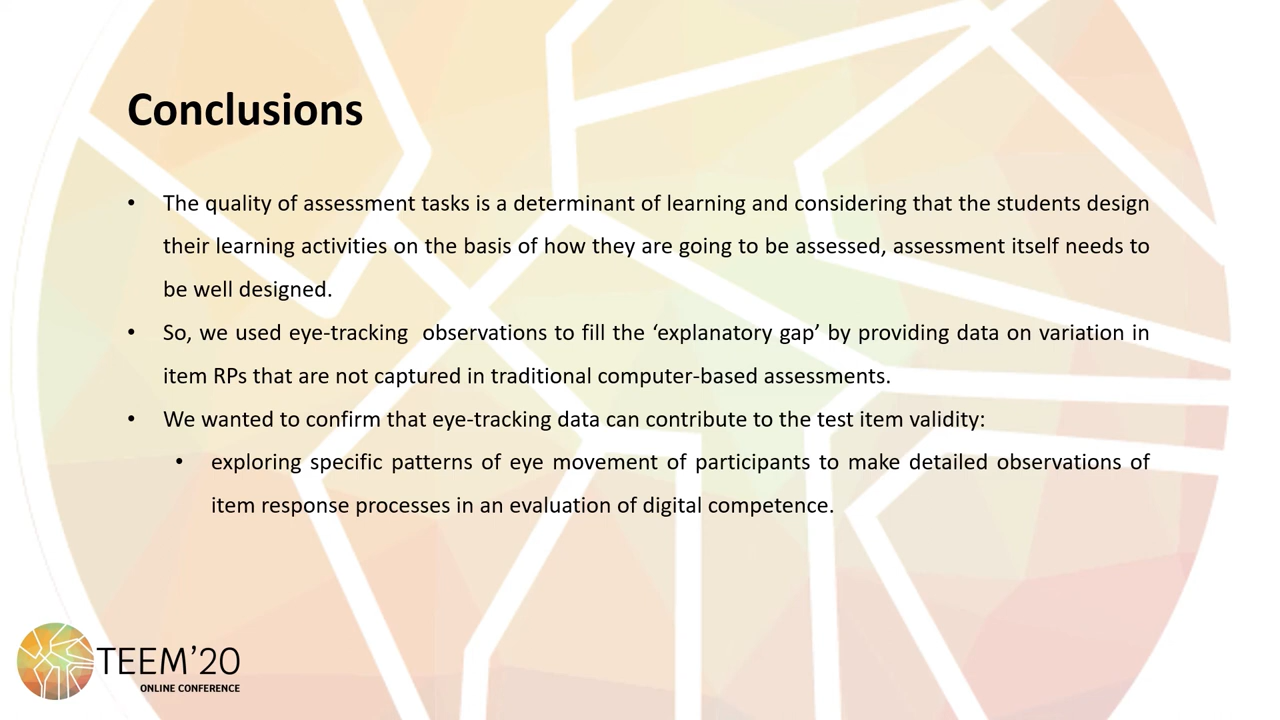 Conclusions
• The quality of assessment tasks is a determinant of learning and considering that the students design
their learning activities on the basis of how they are going to be assessed, assessment itself needs to
be well designed.
• So, we used eye-tracking  observations to fill the ‘explanatory gap’ by providing data on variation in
item RPs that are not captured in traditional computer-based assessments.
• We wanted to confirm that eye-tracking data can contribute to the test item validity:
• exploring specific patterns of eye movement of participants to make detailed observations of
item response processes in an evaluation of digital competence.
TEEM’20
ONLINE CONFERENCE